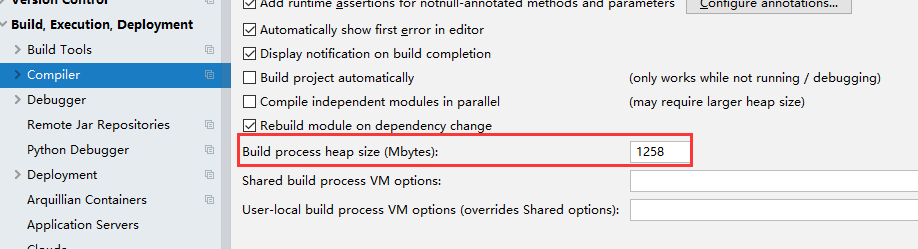 Version Control
Build, Execution, Deployment
Build Tools
Compiler
Debugger
Remote Jar Repositories
Python Debugger
Deployment
Arquillian Containers
Application Servers
Clouds
Add runtime assertions for notnull-annotated methods and parameters Configure annotations...
Automatically show first error in editor
Display notification on build completion
Build project automatically (only works while not running / debugging)
Compile independent modules in parallel (may require larger heap size)
Rebuild module on dependency change
Build process heap size (Mbytes): 1258
Shared build process VM options:
User-local build process VM options (overrides Shared options):